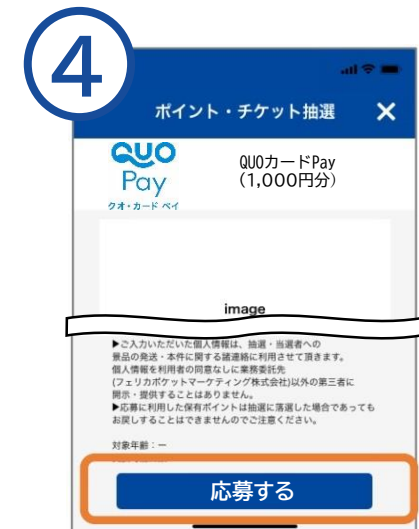 4
ポイント・チケット抽選 ×
QUO
Pay
クオ・カード ペイ
QUOカードPay
(1,000円分)
image
▶ご入力いただいた個人情報は、抽選・当選者への
景品の発送・本件に関する諸連絡に利用させて頂きます。
個人情報を利用者の同意なしに業務委託先
(フェリカポケットマーケティング株式会社)以外の第三者に
開示・提供することはありません。
▶応募に利用した保有ポイントは抽選に落選した場合であっても
お戻しすることはできませんのでご注意ください。
対象年齢：ー
応募する